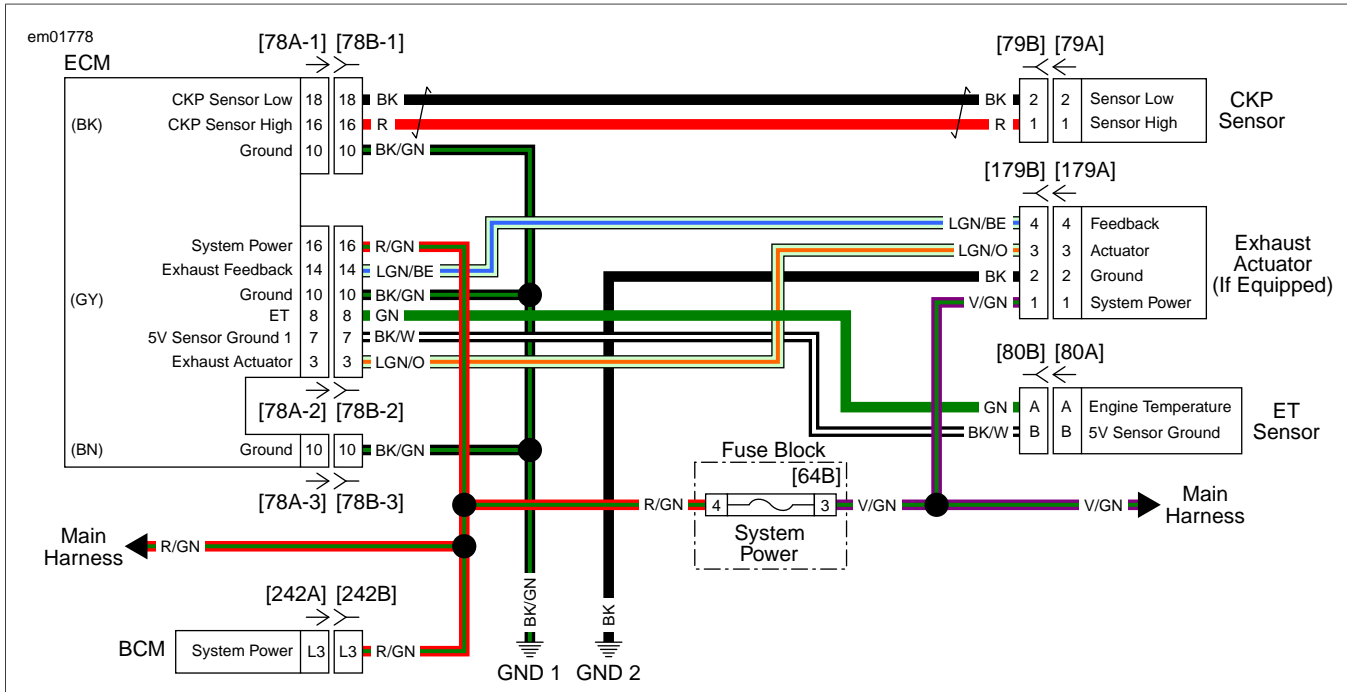 em01778
ECM
[78A-1] [78B-1]
[79B] [79A]
(BK)
CKP Sensor Low 18 18 BK BK 2 2 Sensor Low
CKP Sensor High 16 16 R R 1 1 Sensor High
CKP
Sensor
Ground 10 10 BK/GN
[179B] [179A]
(GY)
System Power 16 16 R/GN
Exhaust Feedback 14 14 LGN/BE
Ground 10 10 BK/GN
ET 8 8 GN
5V Sensor Ground 1 7 7 BK/W
Exhaust Actuator 3 3 LGN/O
[78A-2] [78B-2]
LGN/BE 4 4 Feedback
LGN/O 3 3 Actuator
BK 2 2 Ground
V/GN 1 1 System Power
Exhaust
Actuator
(If Equipped)
[80B] [80A]
GN A A Engine Temperature
BK/W B B 5V Sensor Ground
ET
Sensor
(BN)
Ground 10 10 BK/GN
[78A-3] [78B-3]
Fuse Block
[64B]
R/GN 4 3 V/GN
System
Power
V/GN
Main
Harness
Main
Harness
R/GN
[242A] [242B]
BCM
System Power L3 L3 R/GN
BK/GN
GND 1
BK
GND 2